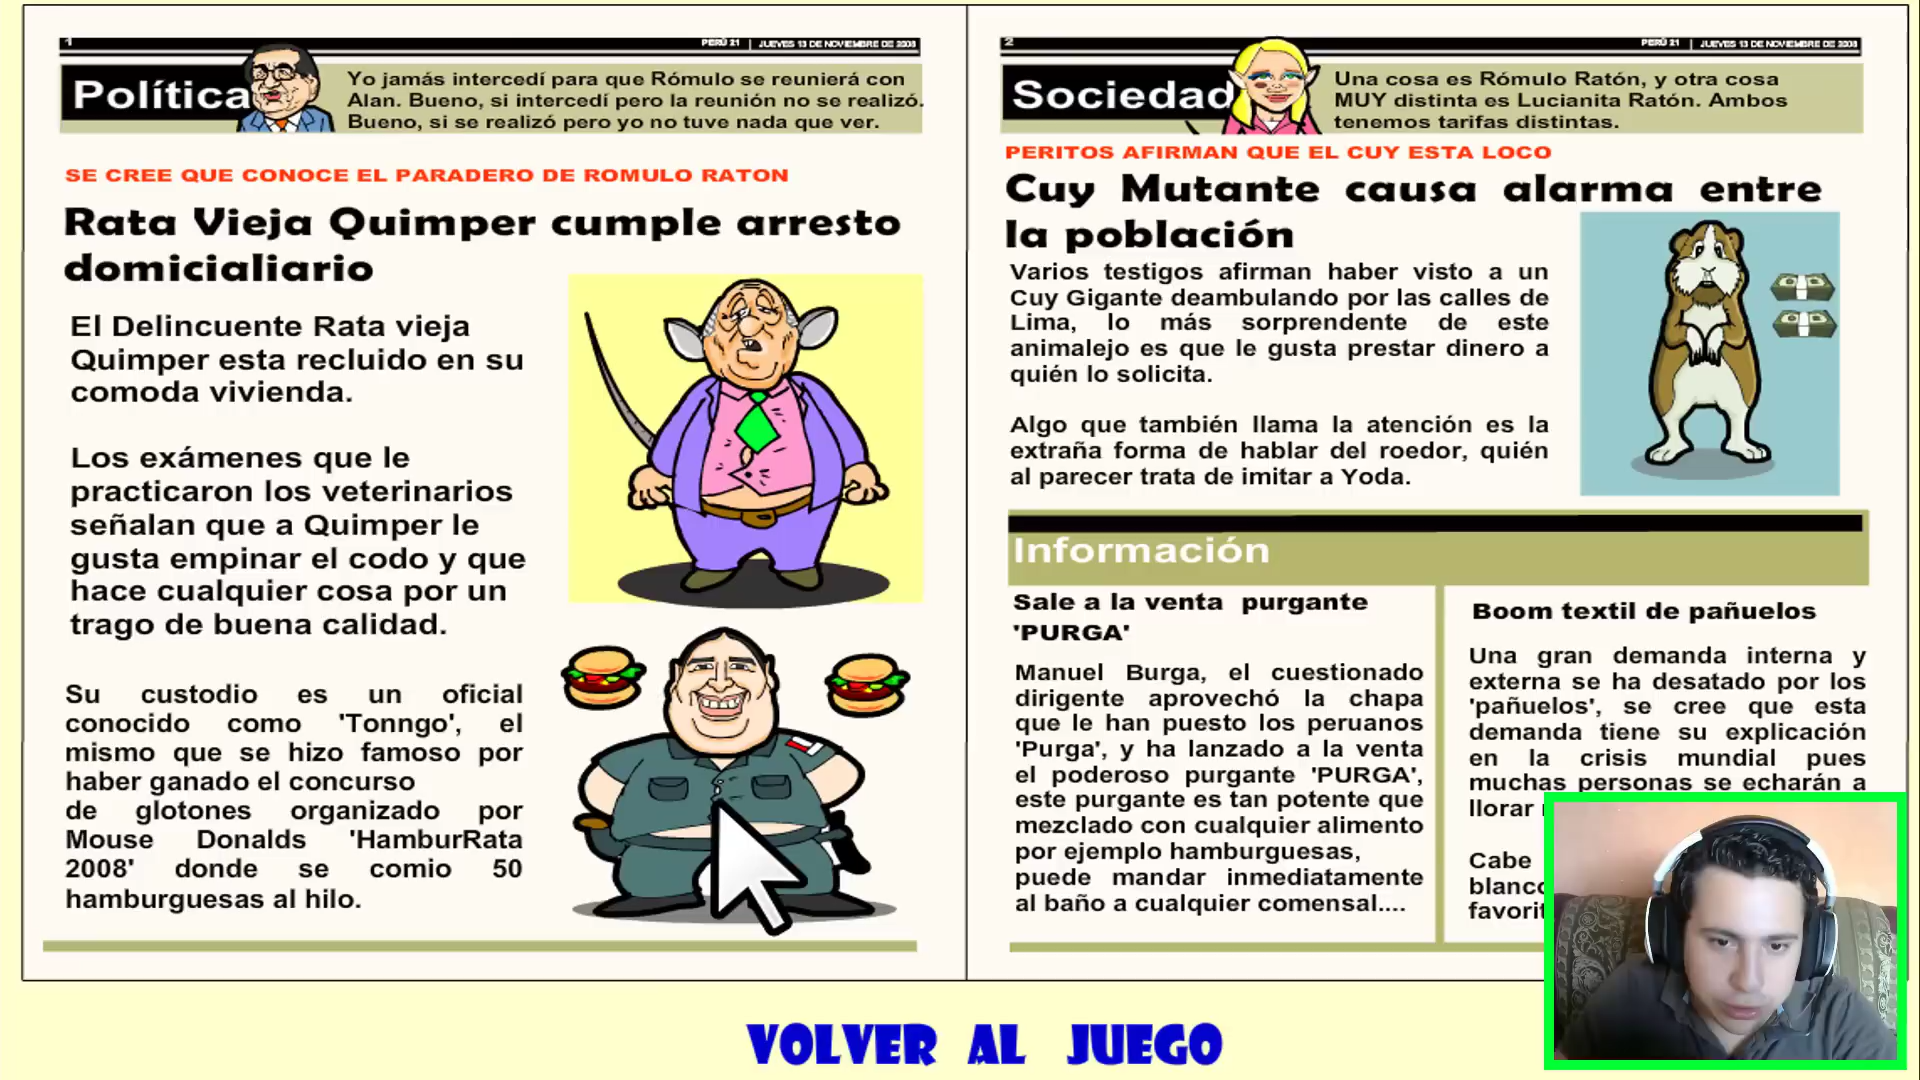 1
PERÚ 21 | JUEVES 13 DE NOVIEMBRE DE 2008
Política
Yo jamás intercedí para que Rómulo se reunierá con
Alan. Bueno, si intercedí pero la reunión no se realizó.
Bueno, si se realizó pero yo no tuve nada que ver.
SE CREE QUE CONOCE EL PARADERO DE ROMULO RATON
Rata Vieja Quimper cumple arresto
domicialiario
El Delincuente Rata vieja
Quimper esta recluido en su
comoda vivienda.
Los exámenes que le
practicaron los veterinarios
señalan que a Quimper le
gusta empinar el codo y que
hace cualquier cosa por un
trago de buena calidad.
Su custodio es un oficial
conocido como 'Tonngo', el
mismo que se hizo famoso por
haber ganado el concurso
de glotones organizado por
Mouse Donalds 'HamburRata
2008' donde se comio 50
hamburguesas al hilo.
2
PERÚ 21 | JUEVES 13 DE NOVIEMBRE DE 2008
Sociedad
Una cosa es Rómulo Ratón, y otra cosa
MUY distinta es Lucianita Ratón. Ambos
tenemos tarifas distintas.
PERITOS AFIRMAN QUE EL CUY ESTA LOCO
Cuy Mutante causa alarma entre
la población
Varios testigos afirman haber visto a un
Cuy Gigante deambulando por las calles de
Lima, lo más sorprendente de este
animalejo es que le gusta prestar dinero a
quién lo solicita.
Algo que también llama la atención es la
extraña forma de hablar del roedor, quién
al parecer trata de imitar a Yoda.
Información
Sale a la venta purgante
'PURGA'
Manuel Burga, el cuestionado
dirigente aprovechó la chapa
que le han puesto los peruanos
'Purga', y ha lanzado a la venta
el poderoso purgante 'PURGA',
este purgante es tan potente que
mezclado con cualquier alimento
por ejemplo hamburguesas,
puede mandar inmediatamente
al baño a cualquier comensal....
Boom textil de pañuelos
Una gran demanda interna y
externa se ha desatado por los
'pañuelos', se cree que esta
demanda tiene su explicación
en la crisis mundial pues
muchas personas se echarán a
llorar
Cabe
VOLVER AL JUEGO